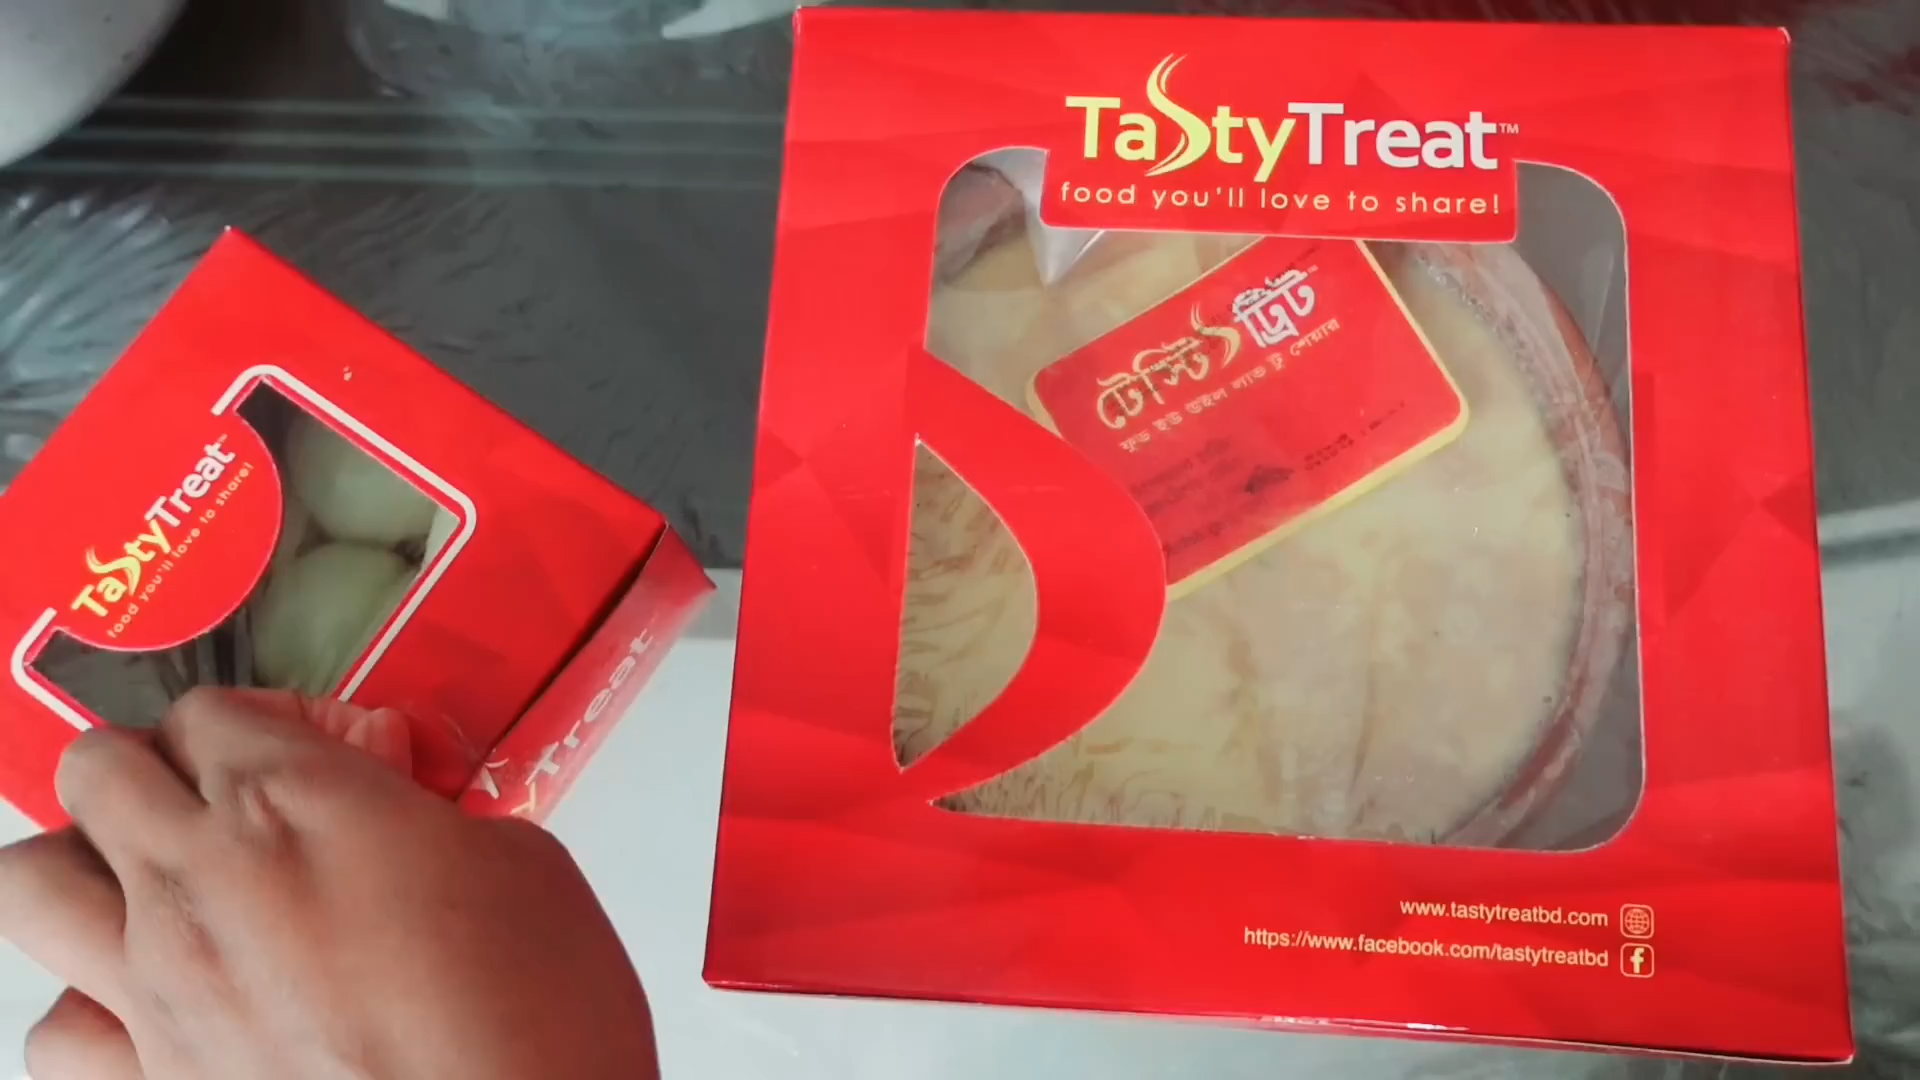 TastyTreat™
food you'll love to share!
টেস্টি ট্রিট
ফুড ইউ উইল লাভ টু শেয়ার
www.tastytreatbd.com
https://www.facebook.com/tastytreatbd
TastyTreat™
food you'll love to share!
yTreat